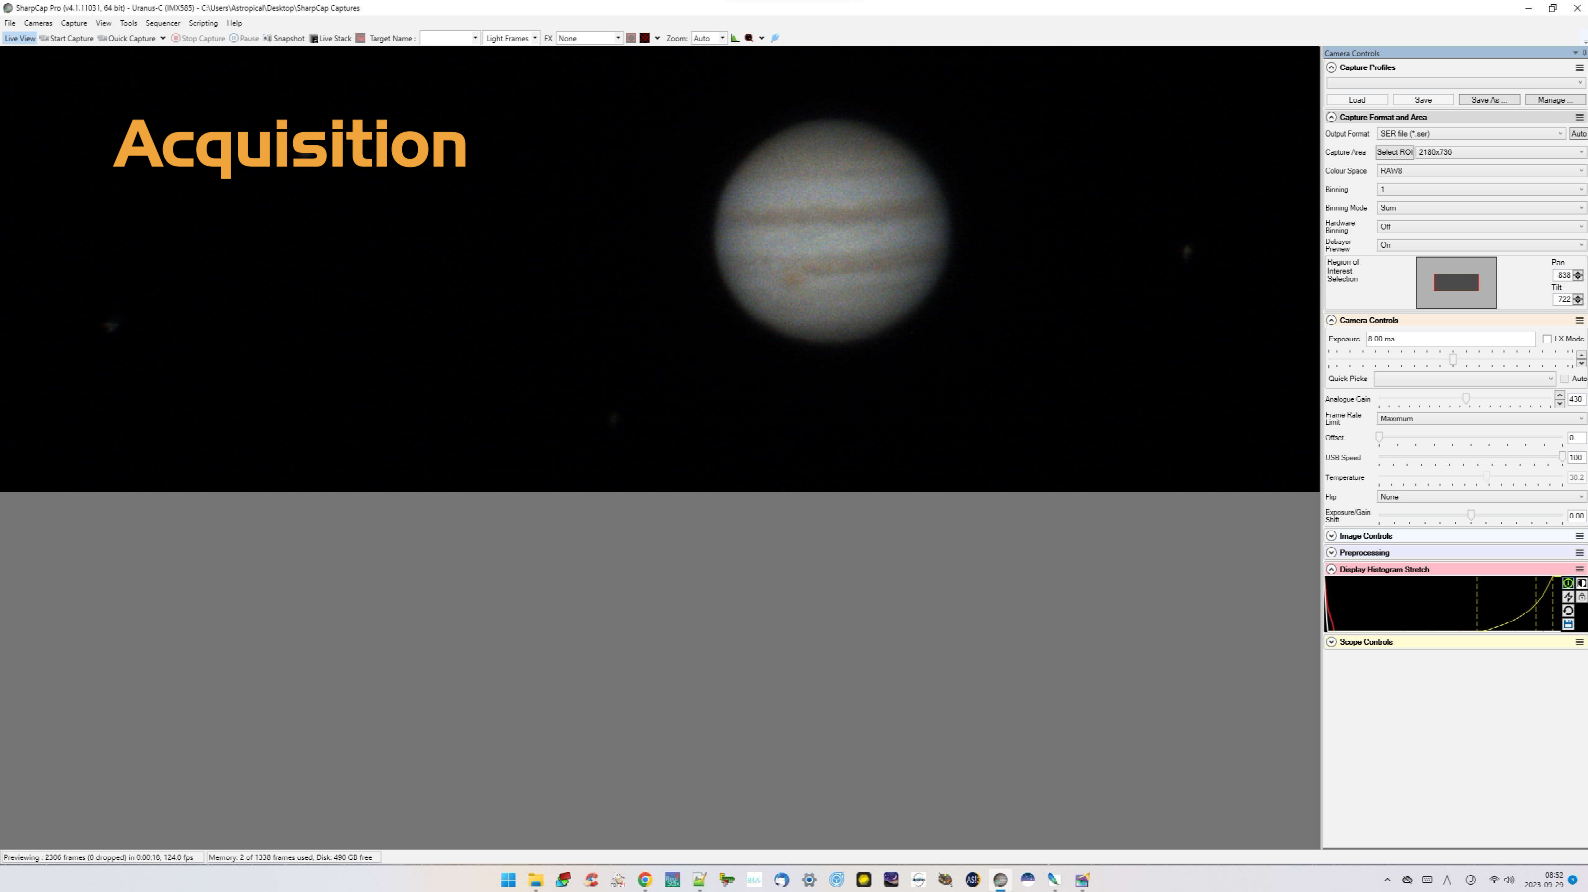 SharpCap Pro (v4.1.11031, 64 bit) - Uranus-C (IMX585) - C:\Users\Astropical\Desktop\SharpCap Captures
File Cameras Capture View Tools Sequencer Scripting Help
Live View Start Capture Quick Capture Stop Capture Pause Snapshot Live Stack Target Name : Light Frames FX None Zoom: Auto
Acquisition
Camera Controls
Capture Profiles
Load Save Save As ... Manage ...
Capture Format and Area
Output Format SER file (*.ser) Auto
Capture Area Select ROI 2180x730
Colour Space RAW8
Binning 1
Binning Mode Sum
Hardware Binning Off
Debayer Preview On
Region of Interest Selection
Pan
838
Tilt
722
Camera Controls
Exposure 8.00 ms LX Mode
Quick Picks Auto
Analogue Gain 430
Frame Rate Limit Maximum
Offset 0
USB Speed 100
Temperature 30.2
Flip None
Exposure/Gain Shift 0.00
Image Controls
Preprocessing
Display Histogram Stretch
Scope Controls
Previewing : 2306 frames (0 dropped) in 0:00:18, 124.0 fps Memory: 2 of 1338 frames used, Disk: 490 GB free
08:52
2023-09-29